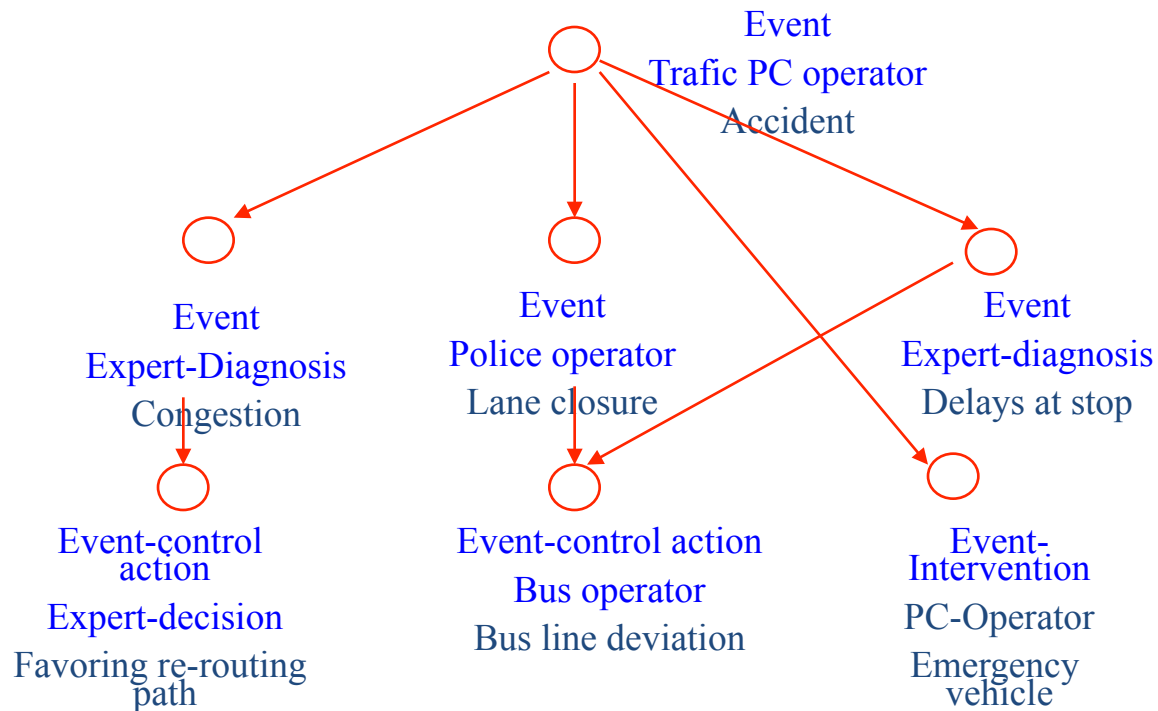 Event
Trafic PC operator
Accident
Event
Expert-Diagnosis
Congestion
Event
Police operator
Lane closure
Event
Expert-diagnosis
Delays at stop
Event-control
action
Expert-decision
Favoring re-routing
path
Event-control action
Bus operator
Bus line deviation
Event-
Intervention
PC-Operator
Emergency
vehicle